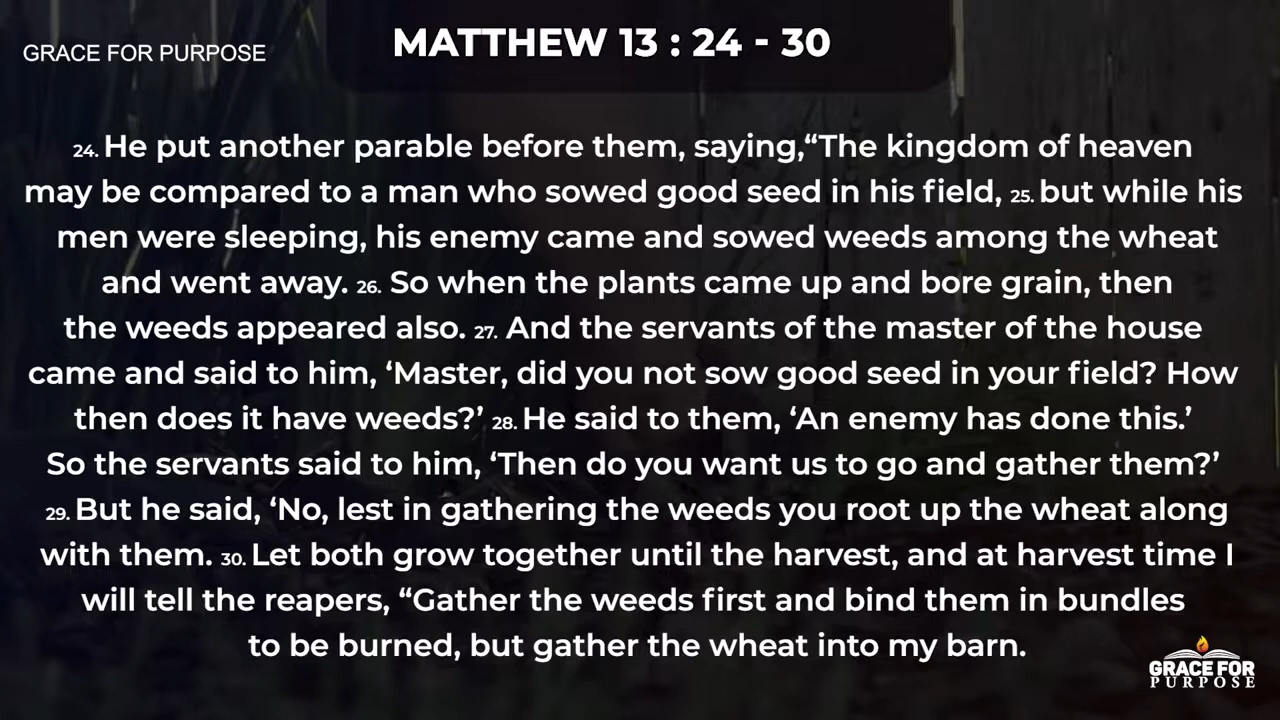 GRACE FOR PURPOSE
MATTHEW 13 : 24 - 30
24. He put another parable before them, saying,“The kingdom of heaven
may be compared to a man who sowed good seed in his field, 25. but while his
men were sleeping, his enemy came and sowed weeds among the wheat
and went away. 26. So when the plants came up and bore grain, then
the weeds appeared also. 27. And the servants of the master of the house
came and said to him, ‘Master, did you not sow good seed in your field? How
then does it have weeds?’ 28. He said to them, ‘An enemy has done this.’
So the servants said to him, ‘Then do you want us to go and gather them?’
29. But he said, ‘No, lest in gathering the weeds you root up the wheat along
with them. 30. Let both grow together until the harvest, and at harvest time I
will tell the reapers, “Gather the weeds first and bind them in bundles
to be burned, but gather the wheat into my barn.
GRACE FOR
PURPOSE